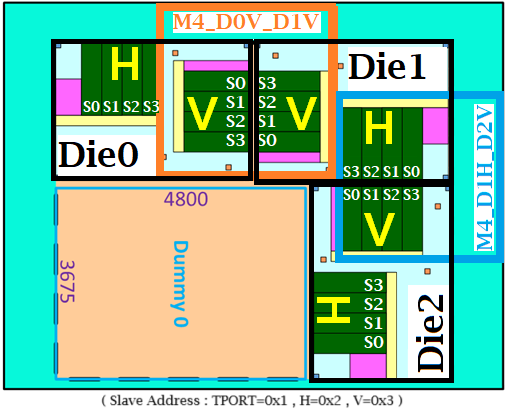 M4_D0V_D1V
H
S0 S1 S2 S3
Die0
V
S0
S1
S2
S3
S3
S2
S1
S0
V
Die1
H
S3 S2 S1 S0
M4_D1H_D2V
S0 S1 S2 S3
V
4800
3675
Dummy 0
H
S3
S2
S1
S0
Die2
( Slave Address : TPORT=0x1 , H=0x2 , V=0x3 )